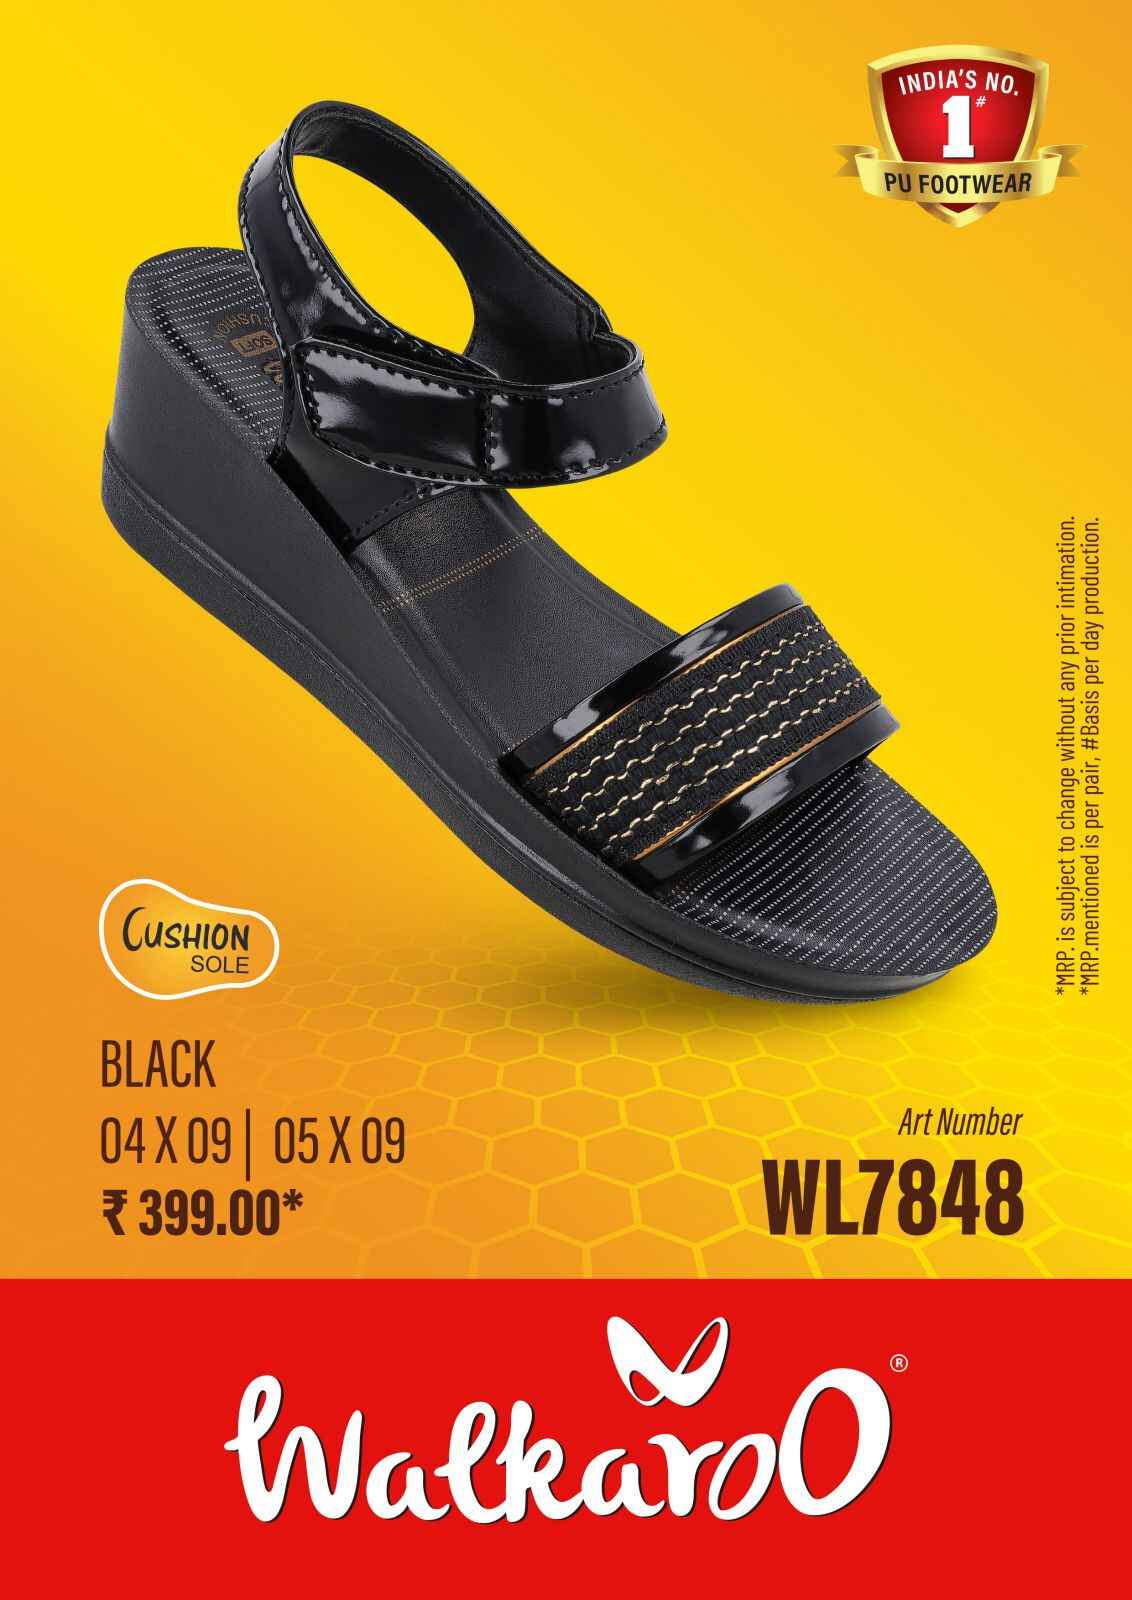 INDIA'S NO.
1#
PU FOOTWEAR
SOFT
CUSHION
SOLE
*MRP. is subject to change without any prior intimation.
*MRP.mentioned is per pair, #Basis per day production.
BLACK
04 X 09 | 05 X 09
₹ 399.00*
Art Number
WL7848
Walkaroo®